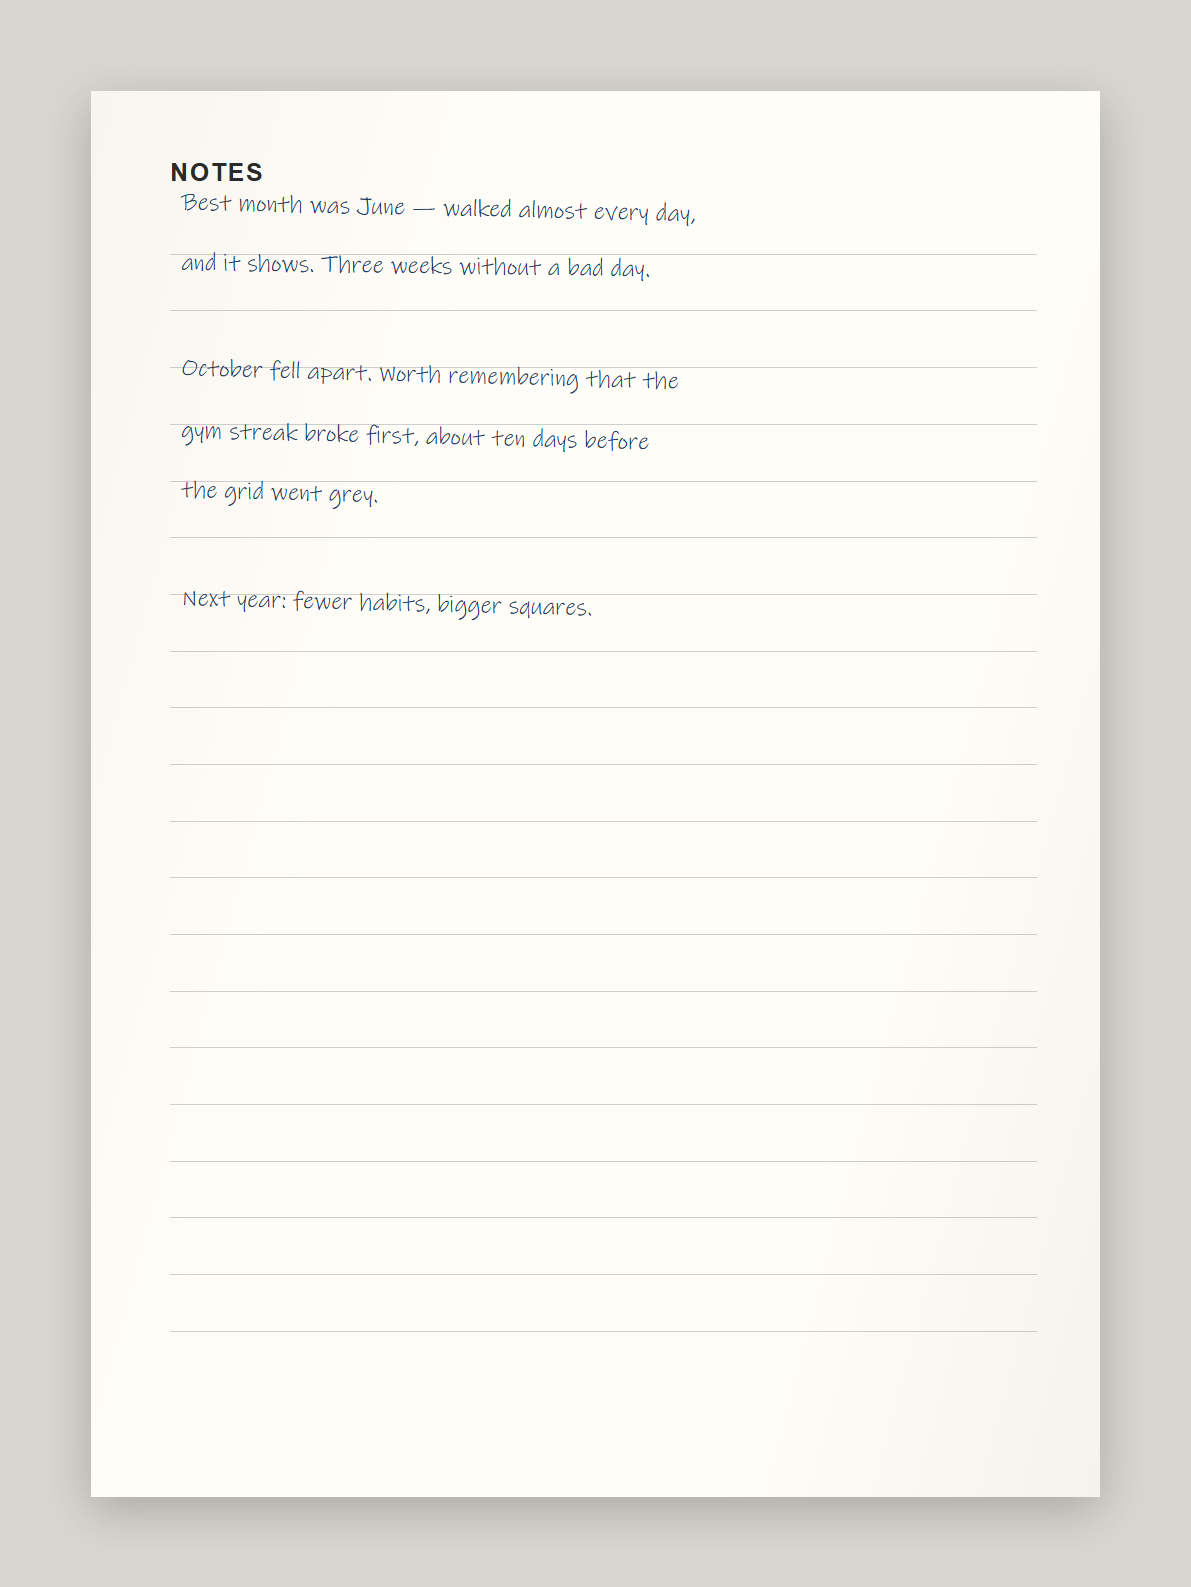 NOTES
Best month was June — walked almost every day,
and it shows. Three weeks without a bad day.
October fell apart. Worth remembering that the
gym streak broke first, about ten days before
the grid went grey.
Next year: fewer habits, bigger squares.